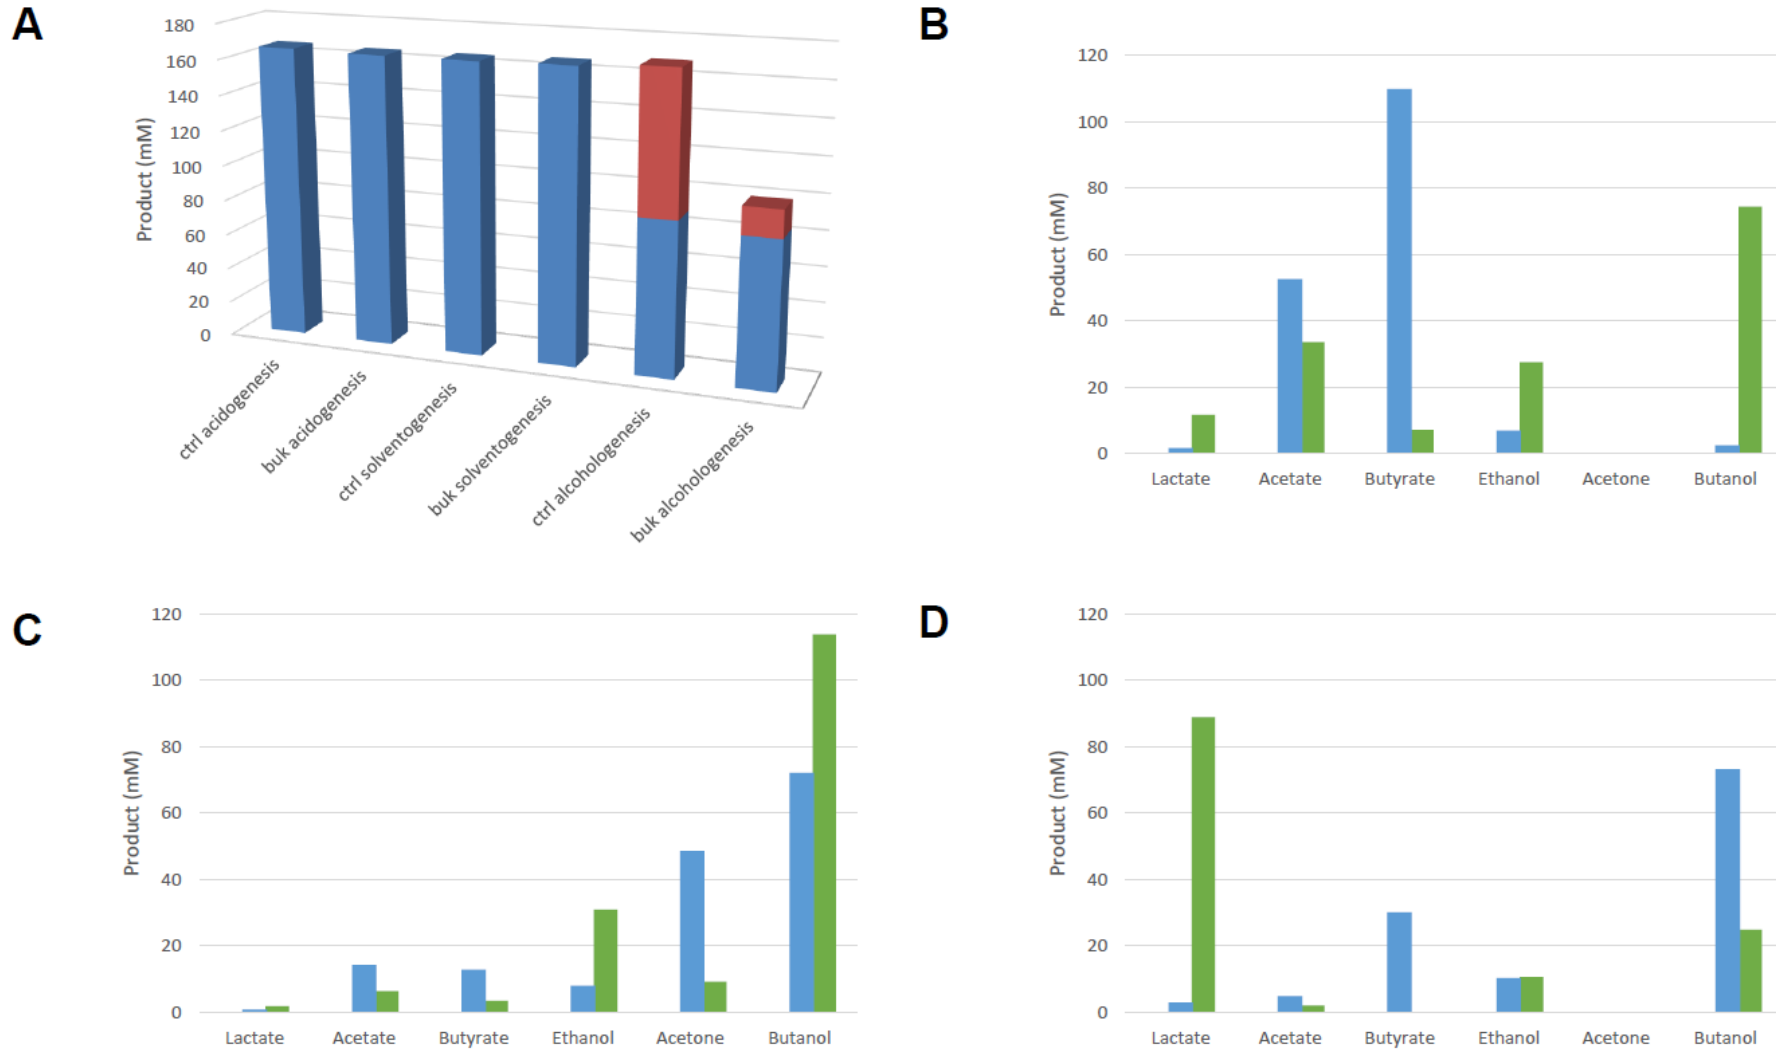 A
180
160
140
120
100
80
60
40
20
0
Product (mM)
ctrl acidogenesis
buk acidogenesis
ctrl solventogenesis
buk solventogenesis
ctrl alcohologenesis
buk alcohologenesis
B
120
100
80
60
40
20
0
Product (mM)
Lactate Acetate Butyrate Ethanol Acetone Butanol
C
120
100
80
60
40
20
0
Product (mM)
Lactate Acetate Butyrate Ethanol Acetone Butanol
D
120
100
80
60
40
20
0
Product (mM)
Lactate Acetate Butyrate Ethanol Acetone Butanol